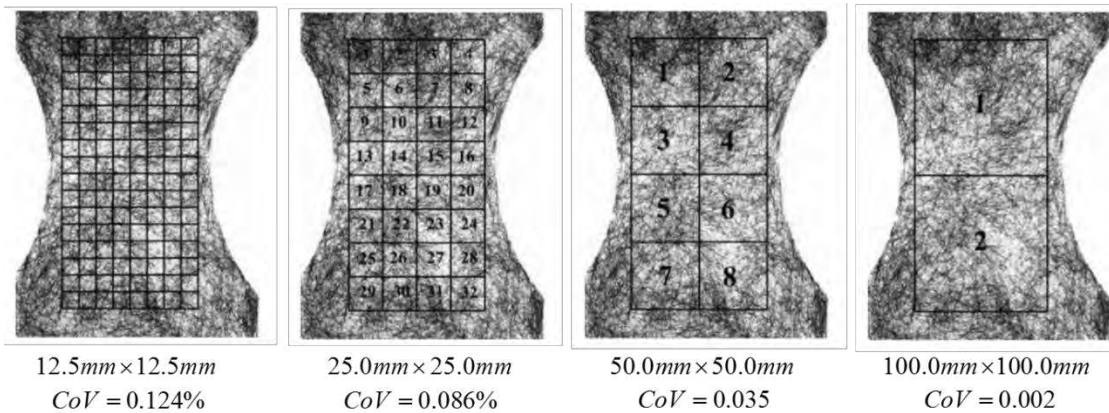 3 4
5 6 7 8
9 10 11 12
13 14 15 16
17 18 19 20
21 22 23 24
25 26 27 28
29 30 31 32
1 2
3 4
5 6
7 8
1
2
12.5mm×12.5mm 25.0mm×25.0mm 50.0mm×50.0mm 100.0mm×100.0mm
CoV = 0.124% CoV = 0.086% CoV = 0.035 CoV = 0.002